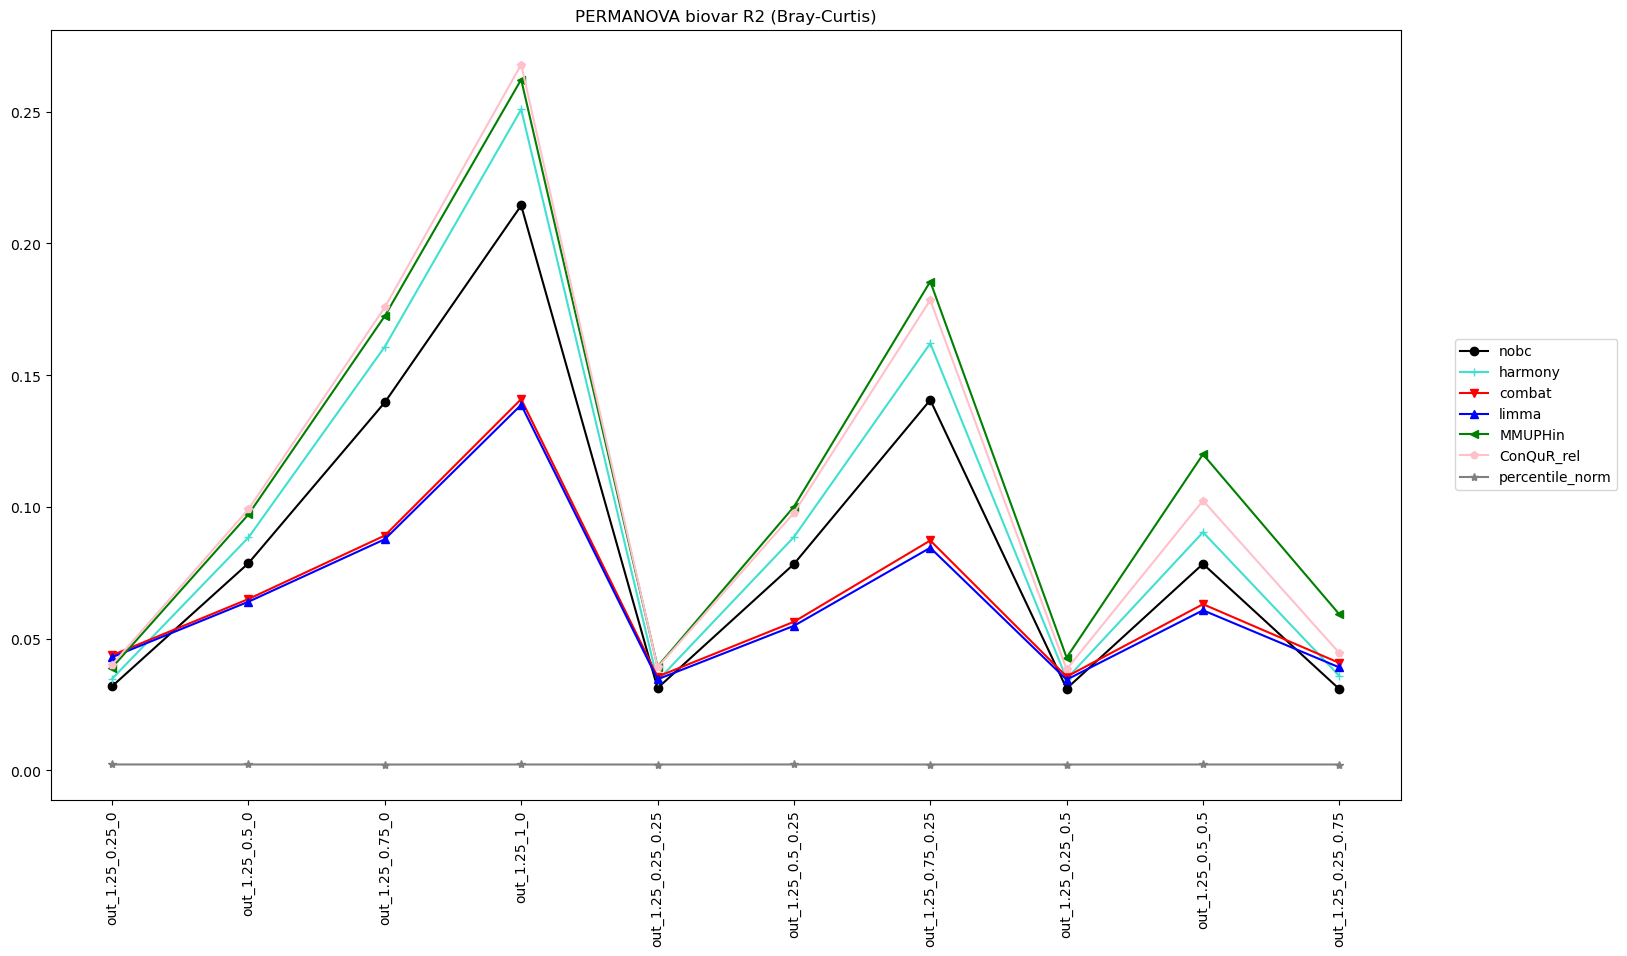 PERMANOVA biovar R2 (Bray-Curtis)
0.25
0.20
0.15
0.10
0.05
0.00
out_1.25_0.25_0
out_1.25_0.5_0
out_1.25_0.75_0
out_1.25_1_0
out_1.25_0.25_0.25
out_1.25_0.5_0.25
out_1.25_0.75_0.25
out_1.25_0.25_0.5
out_1.25_0.5_0.5
out_1.25_0.25_0.75
nobc
harmony
combat
limma
MMUPHin
ConQuR_rel
percentile_norm